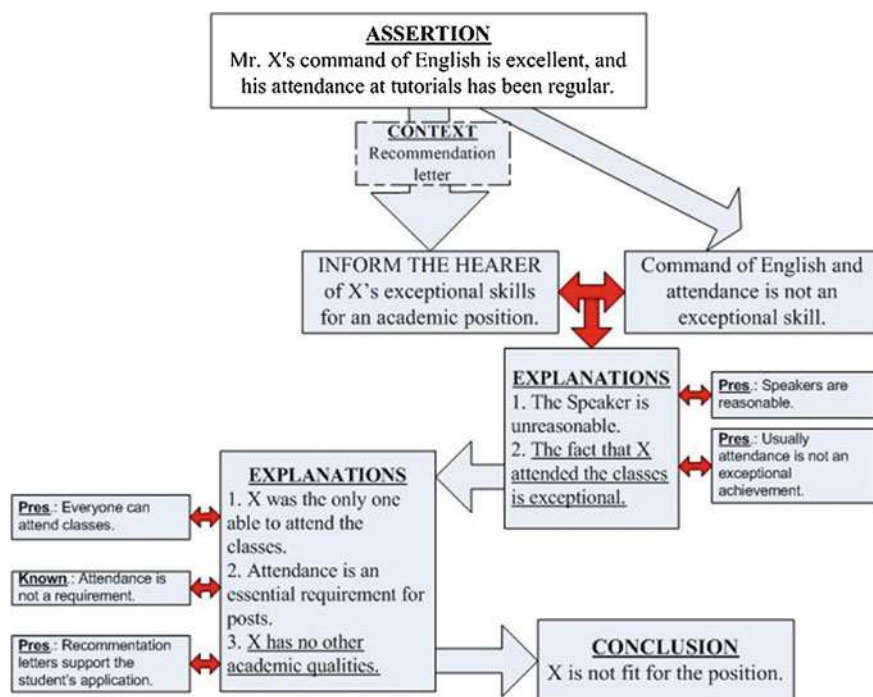 ASSERTION
Mr. X's command of English is excellent, and
his attendance at tutorials has been regular.
CONTEXT
Recommendation
letter
INFORM THE HEARER
of X's exceptional skills
for an academic position.
Command of English and
attendance is not an
exceptional skill.
EXPLANATIONS
1. The Speaker is
unreasonable.
2. The fact that X
attended the classes
is exceptional.
Pres.: Speakers are
reasonable.
Pres.: Usually
attendance is not an
exceptional
achievement.
EXPLANATIONS
1. X was the only one
able to attend the
classes.
2. Attendance is an
essential requirement for
posts.
3. X has no other
academic qualities.
Pres.: Everyone can
attend classes.
Known.: Attendance is
not a requirement.
Pres.: Recommentation
letters support the
student's application.
CONCLUSION
X is not fit for the position.